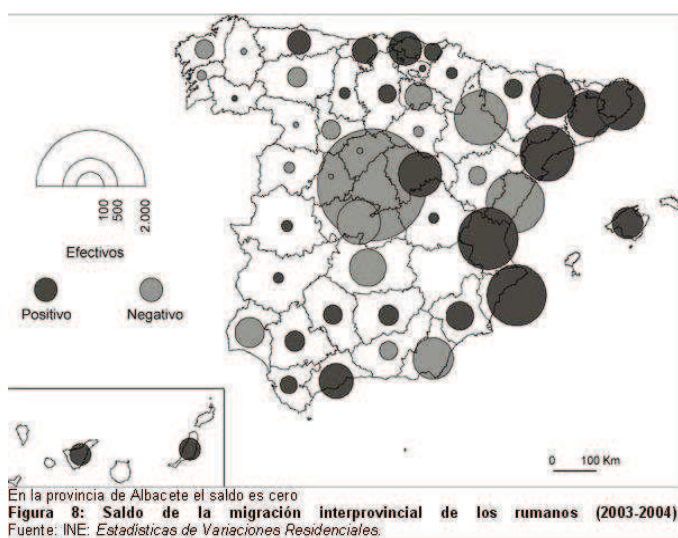 100
500
2.000
Efectivos
Positivo
Negativo
0 100 Km
En la provincia de Albacete el saldo es cero
Figura 8: Saldo de la migración interprovincial de los rumanos (2003-2004)
Fuente: INE: Estadisticas de Variaciones Residenciales.